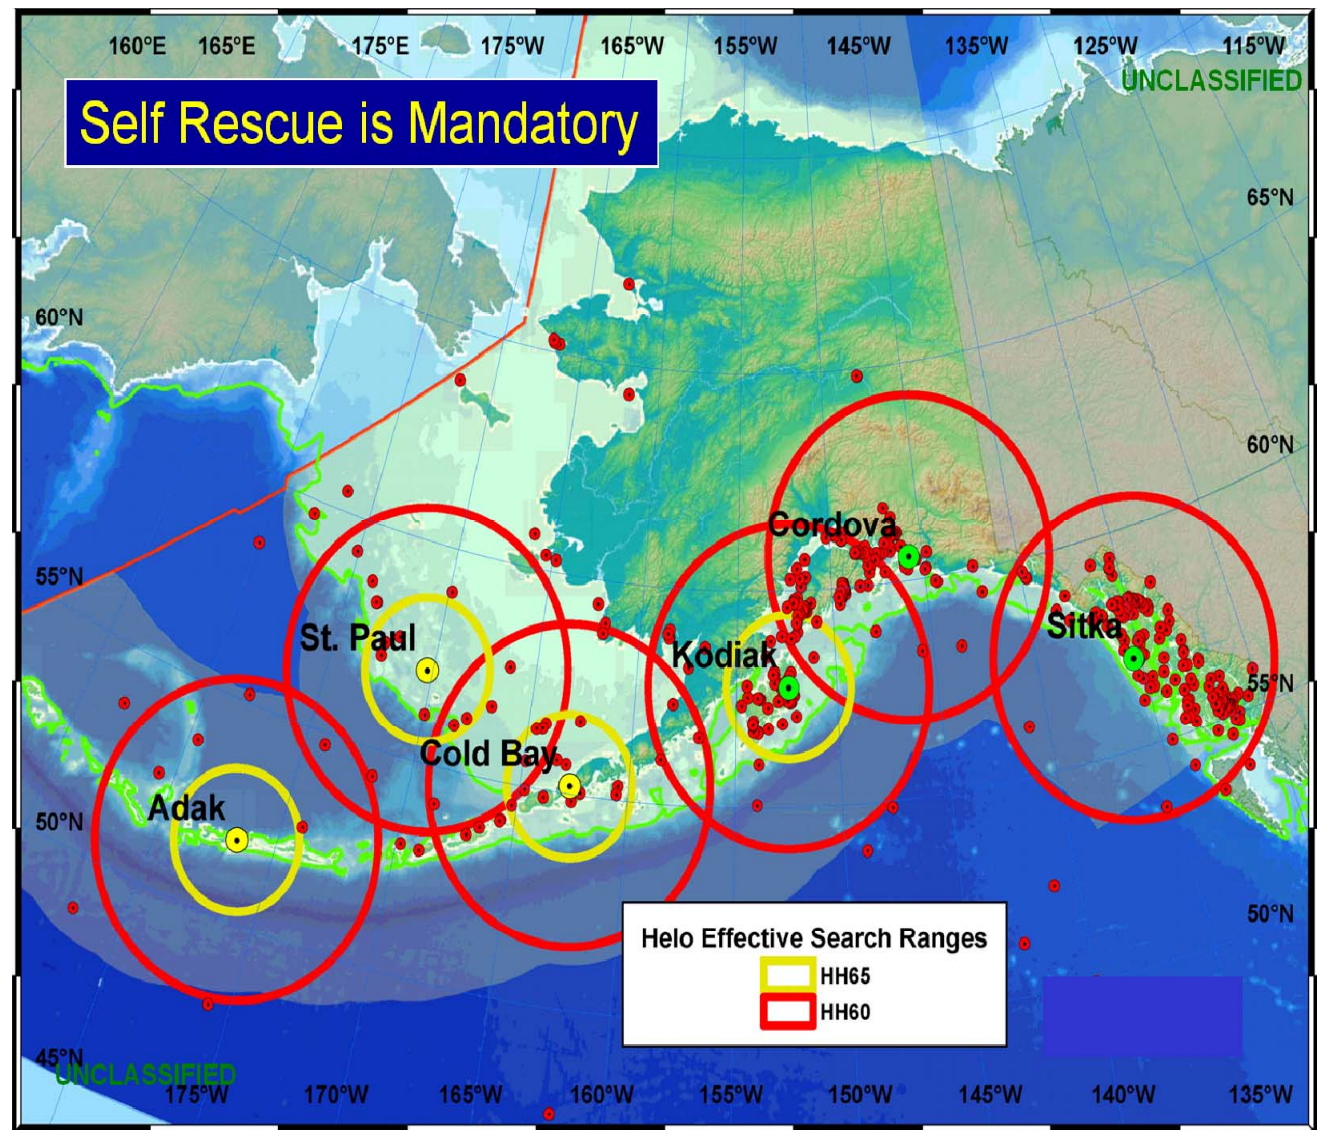 160°E 165°E 175°E 175°W 165°W 155°W 145°W 135°W 125°W 115°W
UNCLASSIFIED
Self Rescue is Mandatory
65°N
60°N
60°N
Cordova
55°N
St. Paul
Kodiak
Sitka
55°N
Cold Bay
Adak
50°N
50°N
Helo Effective Search Ranges
HH65
HH60
45°N
UNCLASSIFIED
175°W 170°W 165°W 160°W 155°W 150°W 145°W 140°W 135°W